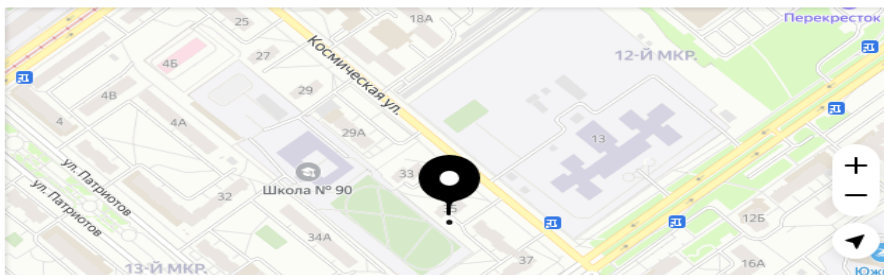 18А
Перекресток
25
Космическая ул.
12-Й МКР.
27
4Б
29
4В
4
4А
29А
13
Школа № 90
33
ул. Патриотов
32
ул. Патриотов
12Б
34А
37
13-Й МКР.
16А